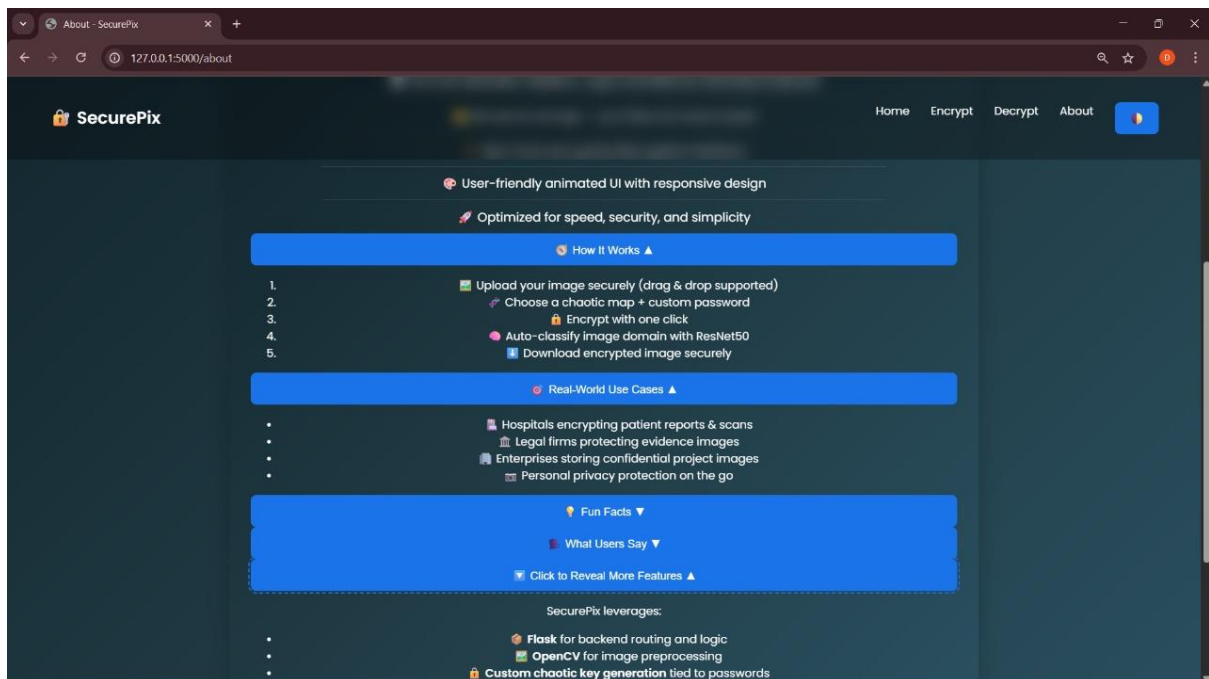 About - SecurePix
127.0.0.1:5000/about
D
SecurePix
Home Encrypt Decrypt About
User-friendly animated UI with responsive design
Optimized for speed, security, and simplicity
How It Works ▲
1. Upload your image securely (drag & drop supported)
2. Choose a chaotic map + custom password
3. Encrypt with one click
4. Auto-classify image domain with ResNet50
5. Download encrypted image securely
Real-World Use Cases ▲
• Hospitals encrypting patient reports & scans
• Legal firms protecting evidence images
• Enterprises storing confidential project images
• Personal privacy protection on the go
Fun Facts ▼
What Users Say ▼
Click to Reveal More Features ▲
SecurePix leverages:
• Flask for backend routing and logic
• OpenCV for image preprocessing
• Custom chaotic key generation tied to passwords